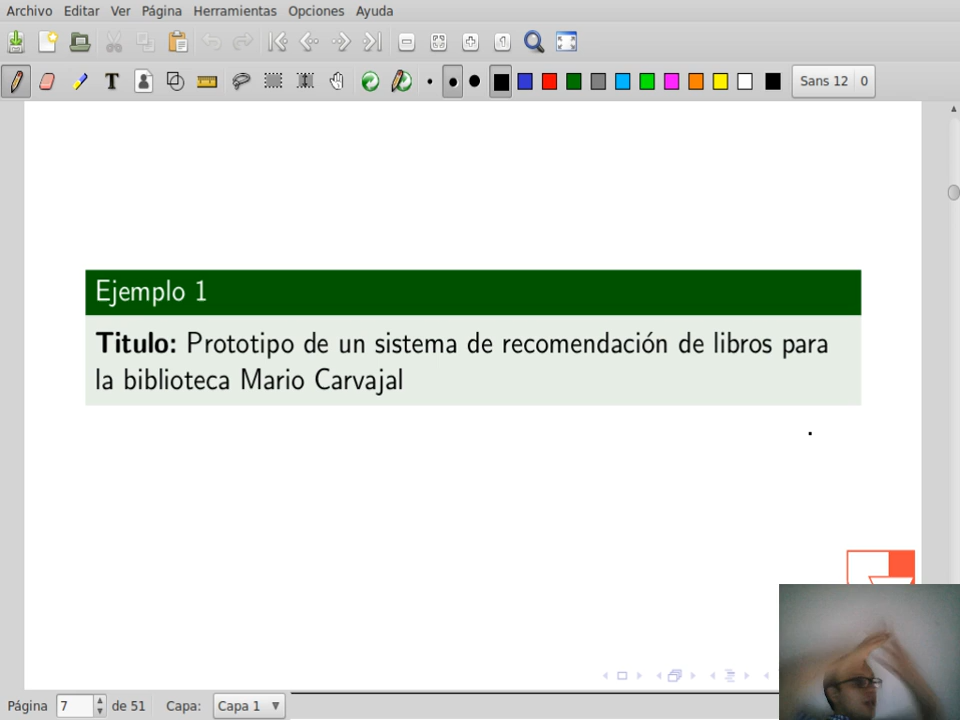 Archivo Editar Ver Página Herramientas Opciones Ayuda
T Sans 12 0
Ejemplo 1
Titulo: Prototipo de un sistema de recomendación de libros para
la biblioteca Mario Carvajal
Página 7 de 51 Capa: Capa 1